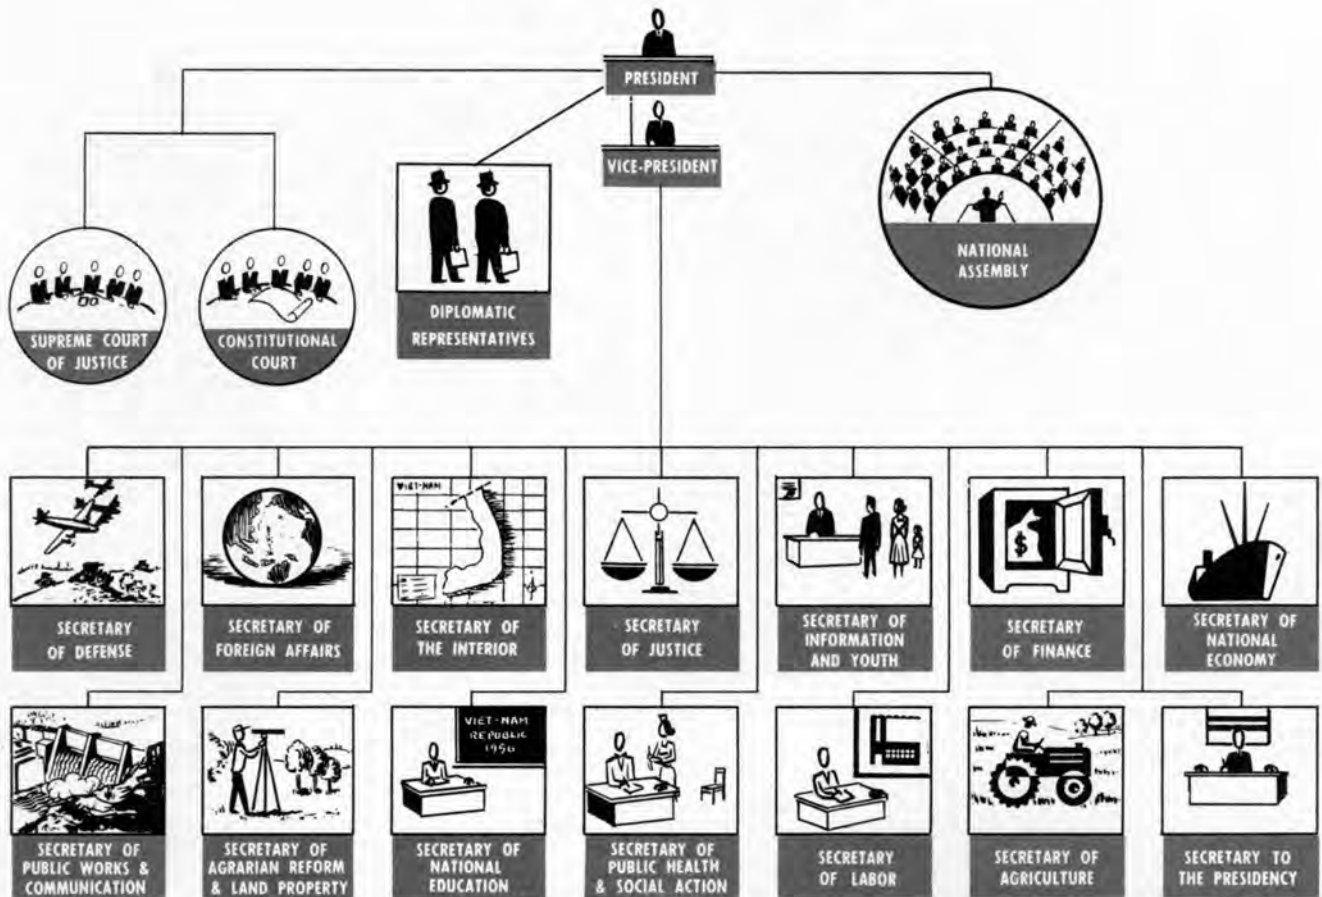 PRESIDENT
VICE-PRESIDENT
NATIONAL
ASSEMBLY
DIPLOMATIC
REPRESENTATIVES
SUPREME COURT
OF JUSTICE
CONSTITUTIONAL
COURT
SECRETARY
OF DEFENSE
SECRETARY OF
FOREIGN AFFAIRS
VIET-NAM
SECRETARY OF
THE INTERIOR
SECRETARY
OF JUSTICE
SECRETARY OF
INFORMATION
AND YOUTH
$
SECRETARY
OF FINANCE
SECRETARY OF
NATIONAL
ECONOMY
SECRETARY OF
PUBLIC WORKS &
COMMUNICATION
SECRETARY OF
AGRARIAN REFORM
& LAND PROPERTY
VIET-NAM
REPUBLIC
1956
SECRETARY OF
NATIONAL
EDUCATION
SECRETARY OF
PUBLIC HEALTH
& SOCIAL ACTION
SECRETARY
OF LABOR
SECRETARY OF
AGRICULTURE
SECRETARY TO
THE PRESIDENCY